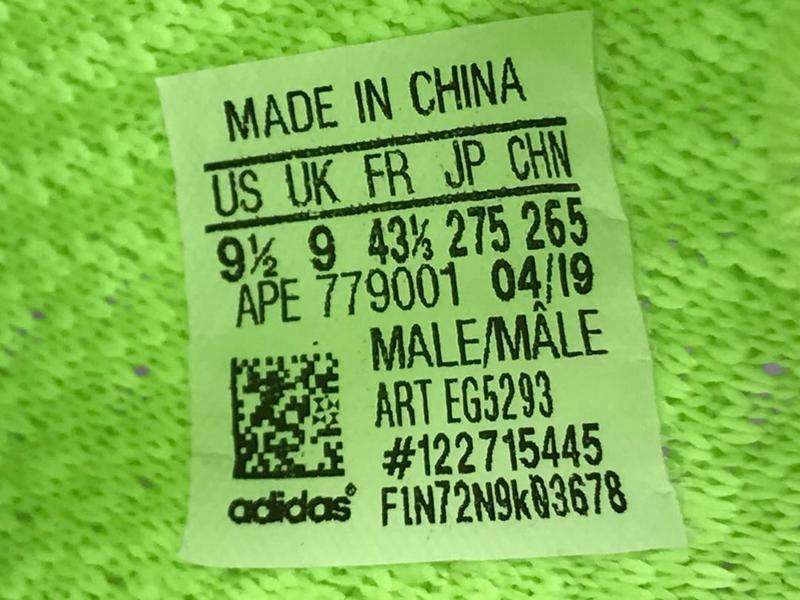 MADE IN CHINA
US UK FR JP CHN
9½ 9 43⅓ 275 265
APE 779001 04/19
MALE/MÂLE
ART EG5293
#122715445
adidas® F1N72N9k03678